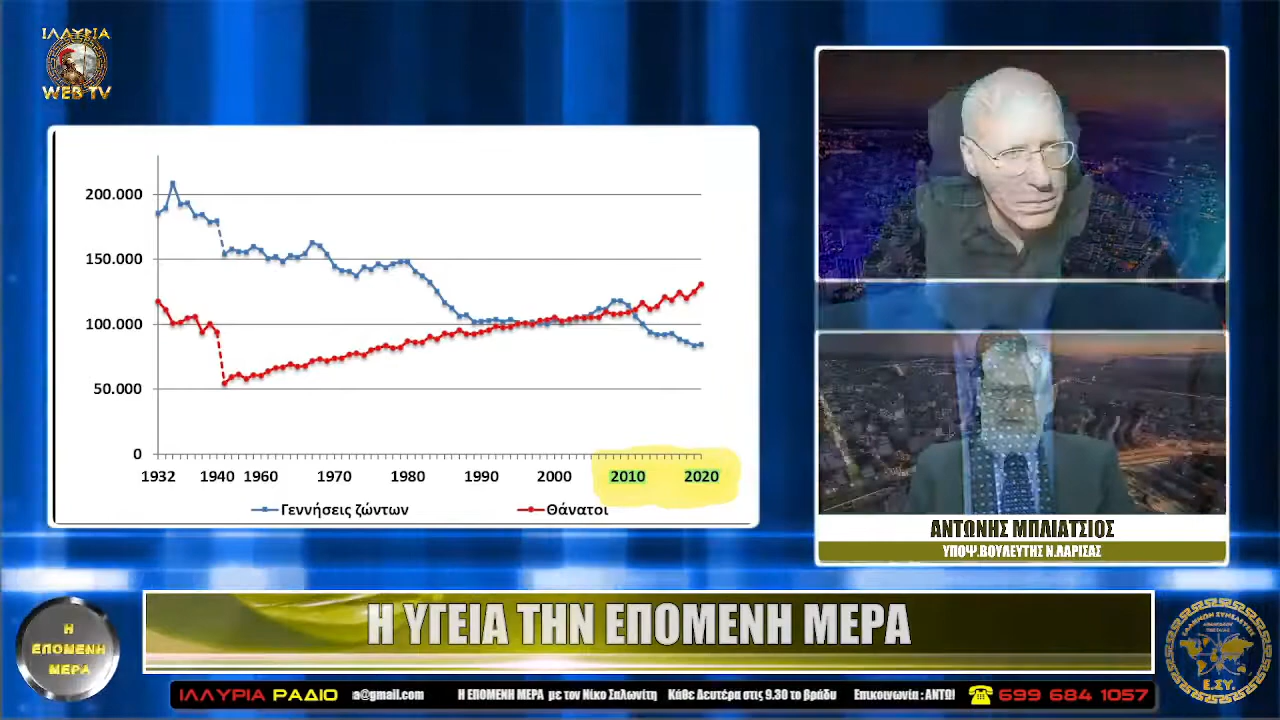 ΙΛΛΥΡΙΑ
WEB TV
200.000
150.000
100.000
50.000
0
1932 1940 1960 1970 1980 1990 2000 2010 2020
Γεννήσεις ζώντων Θάνατοι
ΑΝΤΩΝΗΣ ΜΠΛΙΑΤΣΙΟΣ
ΥΠΟΨ.ΒΟΥΛΕΥΤΗΣ Ν.ΛΑΡΙΣΑΣ
Η ΥΓΕΙΑ ΤΗΝ ΕΠΟΜΕΝΗ ΜΕΡΑ
Η
ΕΠΟΜΕΝΗ
ΜΕΡΑ
ΕΛΛΗΝΩΝ ΣΥΝΕΛΕΥΣΙΣ
Ε.ΣΥ.
ΙΛΛΥΡΙΑ ΡΑΔΙΟ a@gmail.com Η ΕΠΟΜΕΝΗ ΜΕΡΑ με τον Νίκο Σαλωνίτη Κάθε Δευτέρα στις 9.30 το βράδυ Επικοινωνία : ΑΝΤΩ! 699 684 1057